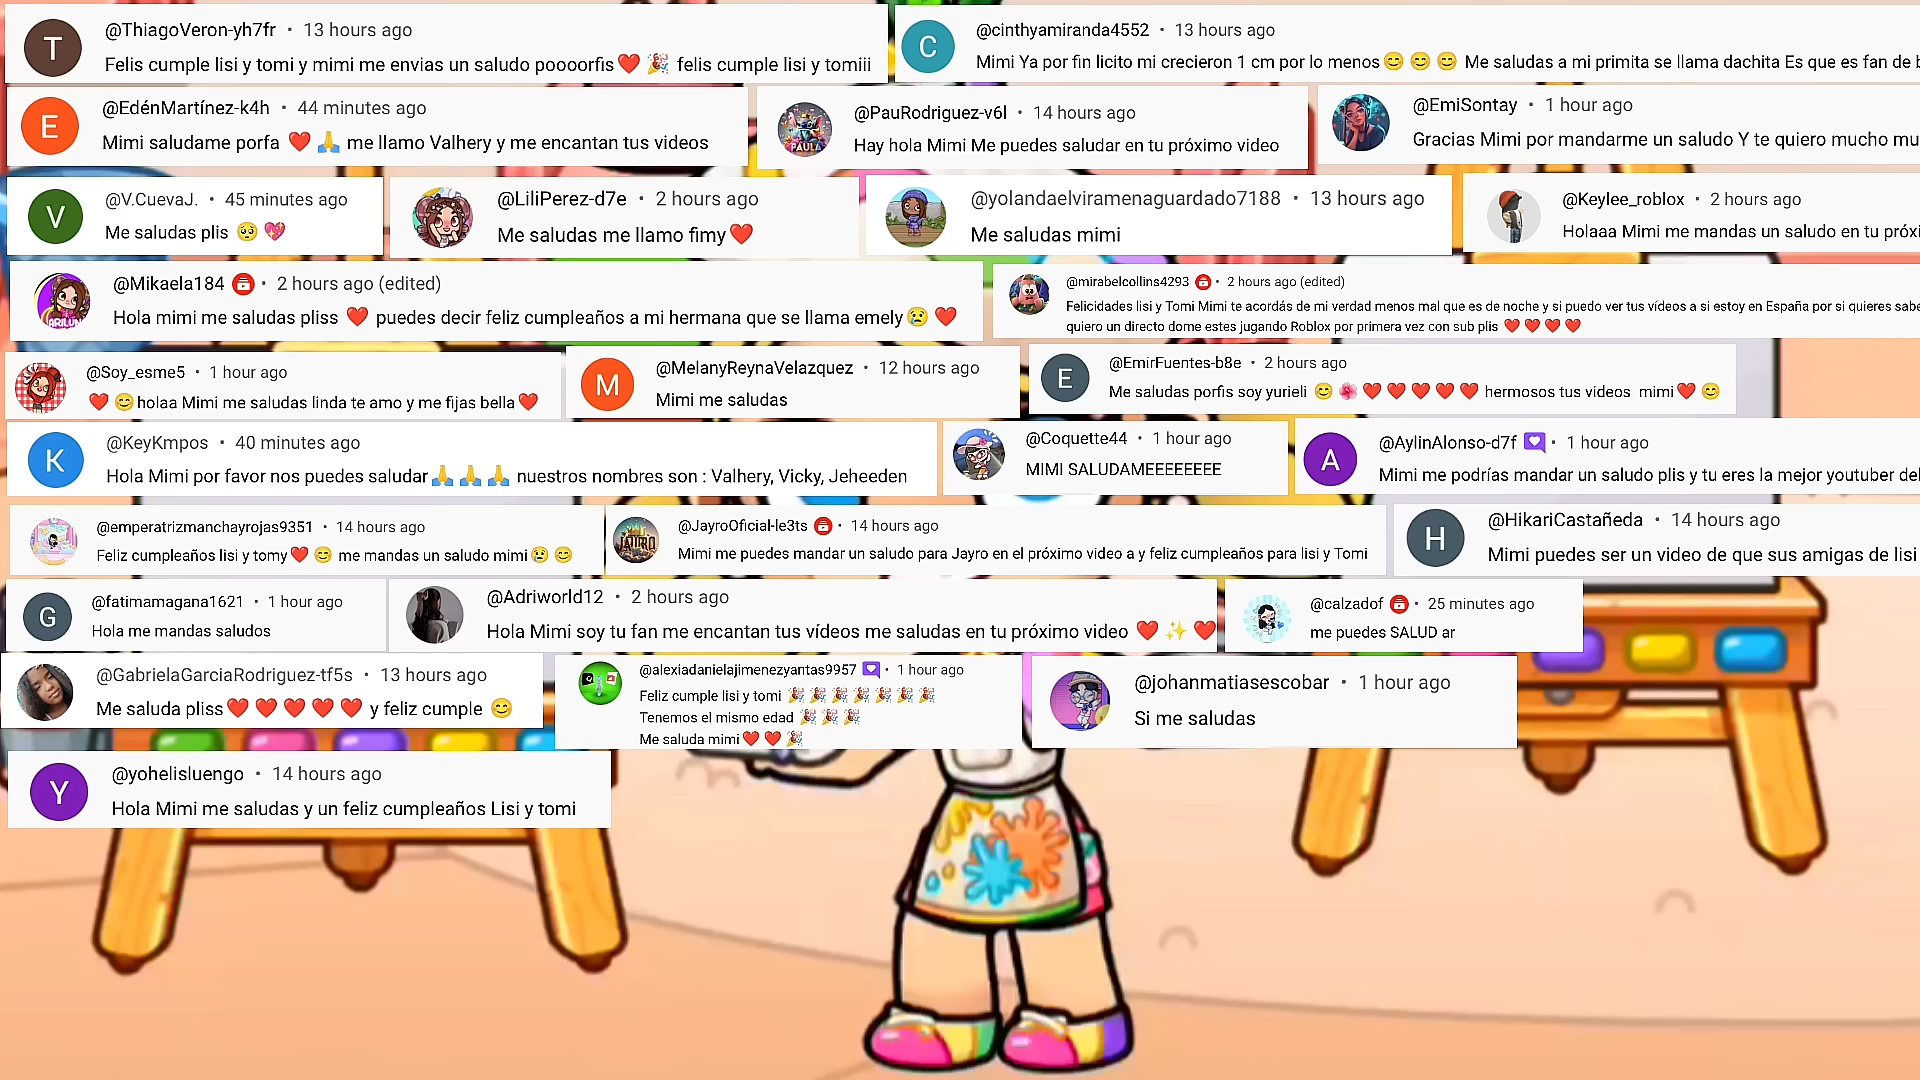 T
@ThiagoVeron-yh7fr • 13 hours ago
Felis cumple lisi y tomi y mimi me envias un saludo poooorfis❤️ 🎉 felis cumple lisi y tomiii
C
@cinthyamiranda4552 • 13 hours ago
Mimi Ya por fin licito mi crecieron 1 cm por lo menos😊 😊 😊 Me saludas a mi primita se llama dachita Es que es fan de
E
@EdénMartínez-k4h • 44 minutes ago
Mimi saludame porfa ❤️ 🙏 me llamo Valhery y me encantan tus videos
PAULA
@PauRodriguez-v6l • 14 hours ago
Hay hola Mimi Me puedes saludar en tu próximo video
@EmiSontay • 1 hour ago
Gracias Mimi por mandarme un saludo Y te quiero mucho mu
V
@V.CuevaJ. • 45 minutes ago
Me saludas plis 🥺 💖
@LiliPerez-d7e • 2 hours ago
Me saludas me llamo fimy❤️
@yolandaelviramenaguardado7188 • 13 hours ago
Me saludas mimi
@Keylee_roblox • 2 hours ago
Holaaa Mimi me mandas un saludo en tu próxi
@Mikaela184 • 2 hours ago (edited)
Hola mimi me saludas pliss ❤️ puedes decir feliz cumpleaños a mi hermana que se llama emely😢 ❤️
@mirabelcollins4293 • 2 hours ago (edited)
Felicidades lisi y Tomi Mimi te acordás de mi verdad menos mal que es de noche y si puedo ver tus vídeos a si estoy en España por si quieres sabe
quiero un directo dome estes jugando Roblox por primera vez con sub plis ❤️ ❤️ ❤️ ❤️
@Soy_esme5 • 1 hour ago
❤️ 😊holaa Mimi me saludas linda te amo y me fijas bella❤️
M
@MelanyReynaVelazquez • 12 hours ago
Mimi me saludas
E
@EmirFuentes-b8e • 2 hours ago
Me saludas porfis soy yurieli 😊 🌸 ❤️ ❤️ ❤️ ❤️ ❤️ hermosos tus videos mimi❤️ 😊
K
@KeyKmpos • 40 minutes ago
Hola Mimi por favor nos puedes saludar🙏 🙏 🙏 nuestros nombres son : Valhery, Vicky, Jeheeden
@Coquette44 • 1 hour ago
MIMI SALUDAMEEEEEEEE
A
@AylinAlonso-d7f • 1 hour ago
Mimi me podrías mandar un saludo plis y tu eres la mejor youtuber del
@emperatrizmanchayrojas9351 • 14 hours ago
Feliz cumpleaños lisi y tomy❤️ 😊 me mandas un saludo mimi😢 😊
@JayroOficial-le3ts • 14 hours ago
Mimi me puedes mandar un saludo para Jayro en el próximo video a y feliz cumpleaños para lisi y Tomi
H
@HikariCastañeda • 14 hours ago
Mimi puedes ser un video de que sus amigas de lisi
G
@fatimamagana1621 • 1 hour ago
Hola me mandas saludos
@Adriworld12 • 2 hours ago
Hola Mimi soy tu fan me encantan tus vídeos me saludas en tu próximo video ❤️ ✨ ❤️
@calzadof • 25 minutes ago
me puedes SALUD ar
@GabrielaGarciaRodriguez-tf5s • 13 hours ago
Me saluda pliss❤️ ❤️ ❤️ ❤️ ❤️ y feliz cumple 😊
@alexiadanielajimenezyantas9957 • 1 hour ago
Feliz cumple lisi y tomi 🎉 🎉 🎉 🎉 🎉 🎉 🎉
Tenemos el mismo edad 🎉 🎉 🎉
Me saluda mimi❤️ ❤️ 🎉
@johanmatiasescobar • 1 hour ago
Si me saludas
Y
@yohelisluengo • 14 hours ago
Hola Mimi me saludas y un feliz cumpleaños Lisi y tomi